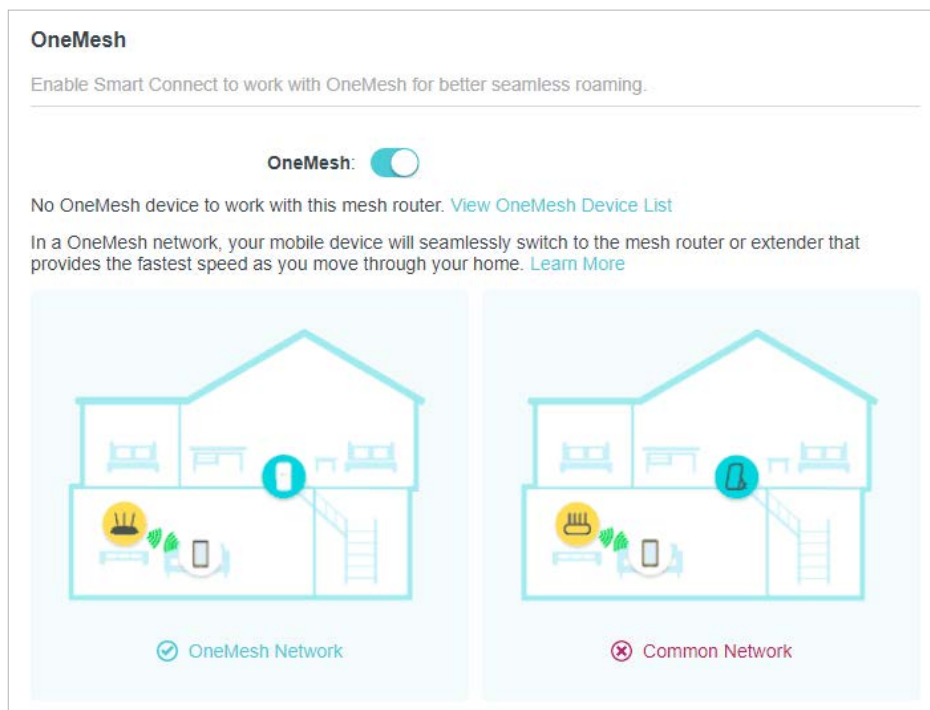 OneMesh
Enable Smart Connect to work with OneMesh for better seamless roaming.
OneMesh:
No OneMesh device to work with this mesh router. View OneMesh Device List
In a OneMesh network, your mobile device will seamlessly switch to the mesh router or extender that
provides the fastest speed as you move through your home. Learn More
OneMesh Network
Common Network